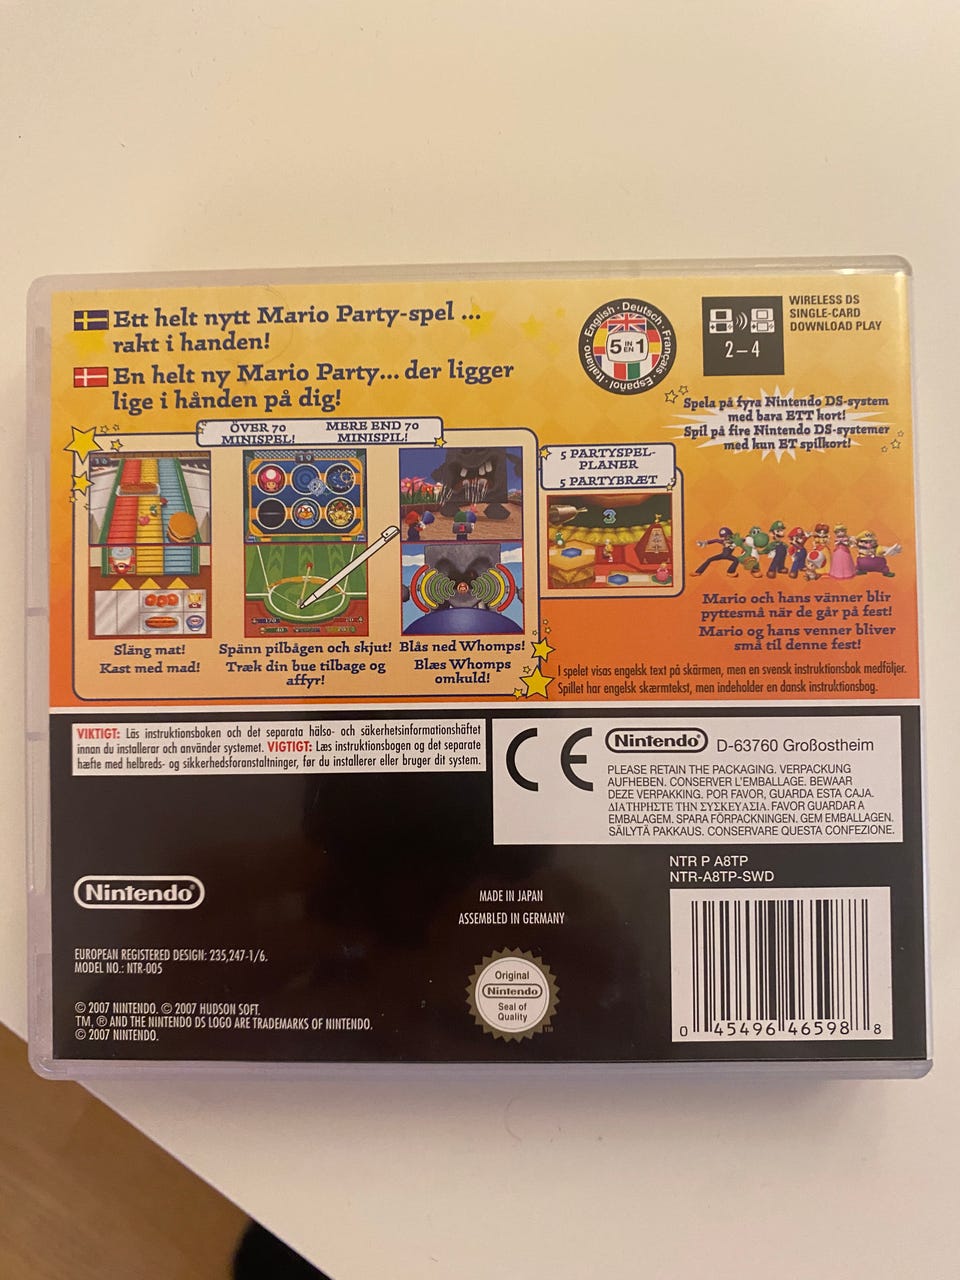 Ett helt nytt Mario Party-spel ...
rakt i handen!
En helt ny Mario Party... der ligger
lige i hånden på dig!
English · Deutsch · Français · Español · Italiano ·
5 IN EN 1
2–4
WIRELESS DS
SINGLE-CARD
DOWNLOAD PLAY
Spela på fyra Nintendo DS-system
med bara ETT kort!
Spil på fire Nintendo DS-systemer
med kun ET spilkort!
ÖVER 70
MINISPEL!
MERE END 70
MINISPIL!
5 PARTYSPEL-
PLANER
5 PARTYBRÆT
3
Släng mat!
Kast med mad!
Spänn pilbågen och skjut!
Træk din bue tilbage og
affyr!
Blås ned Whomps!
Blæs Whomps
omkuld!
Mario och hans vänner blir
pyttesmå när de går på fest!
Mario og hans venner bliver
små til denne fest!
I spelet visas engelsk text på skärmen, men en svensk instruktionsbok medföljer.
Spillet har engelsk skærmtekst, men indeholder en dansk instruktionsbog.
VIKTIGT: Läs instruktionsboken och det separata hälso- och säkerhetsinformationshäftet
innan du installerar och använder systemet. VIGTIGT: Læs instruktionsbogen og det separate
hæfte med helbreds- og sikkerhedsforanstaltninger, før du installerer eller bruger dit system.
CE
Nintendo® D-63760 Großostheim
PLEASE RETAIN THE PACKAGING. VERPACKUNG
AUFHEBEN. CONSERVER L'EMBALLAGE. BEWAAR
DEZE VERPAKKING. POR FAVOR, GUARDA ESTA CAJA.
ΔΙΑΤΗΡΗΣΤΕ ΤΗΝ ΣΥΣΚΕΥΑΣΙΑ. FAVOR GUARDAR A
EMBALAGEM. SPARA FÖRPACKNINGEN. GEM EMBALLAGEN.
SÄILYTÄ PAKKAUS. CONSERVARE QUESTA CONFEZIONE.
NTR P A8TP
NTR-A8TP-SWD
Nintendo®
MADE IN JAPAN
ASSEMBLED IN GERMANY
EUROPEAN REGISTERED DESIGN: 235,247-1/6.
MODEL NO.: NTR-005
Original
Nintendo
Seal of
Quality
TM
© 2007 NINTENDO. © 2007 HUDSON SOFT.
TM, ® AND THE NINTENDO DS LOGO ARE TRADEMARKS OF NINTENDO.
© 2007 NINTENDO.
0 45496 46598 8